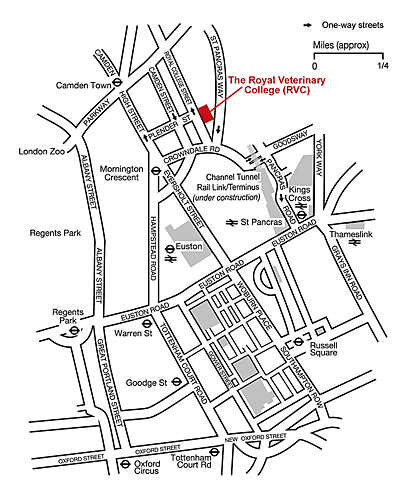 One-way streets
Miles (approx)
0 1/4
CAMDEN
ROYAL COLLEGE STREET
ST PANCRAS WAY
Camden Town
CAMDEN STREET
The Royal Veterinary
College (RVC)
PARKWAY
HIGH STREET
PLENDER ST
London Zoo
CROWNDALE RD
GOODSWAY
YORK WAY
ALBANY STREET
Mornington
Crescent
Channel Tunnel
Rail Link/Terminus
(under construction)
PANCRAS ROAD
Kings
Cross
EVERSHOLT STREET
St Pancras
Regents Park
HAMPSTEAD ROAD
Euston
EUSTON ROAD
Thameslink
ALBANY STREET
EUSTON ROAD
GRAYS INN ROAD
WOBURN PLACE
Regents
Park
EUSTON ROAD
Warren St
Russell
Square
GREAT PORTLAND STREET
TOTTENHAM COURT ROAD
GOWER STREET
SOUTHAMPTON ROW
Goodge St
NEW OXFORD STREET
OXFORD STREET
OXFORD STREET
Oxford
Circus
Tottenham
Court Rd